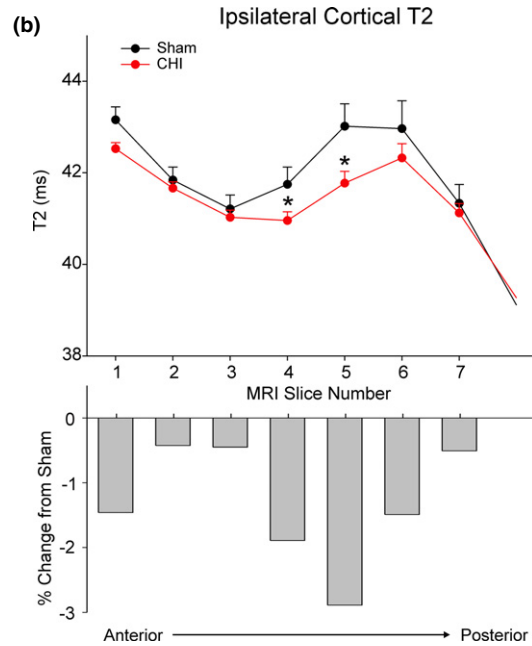 (b)
Ipsilateral Cortical T2
Sham
CHI
44
42
40
38
T2 (ms)
*
*
1 2 3 4 5 6 7
MRI Slice Number
0
-1
-2
-3
% Change from Sham
Anterior Posterior